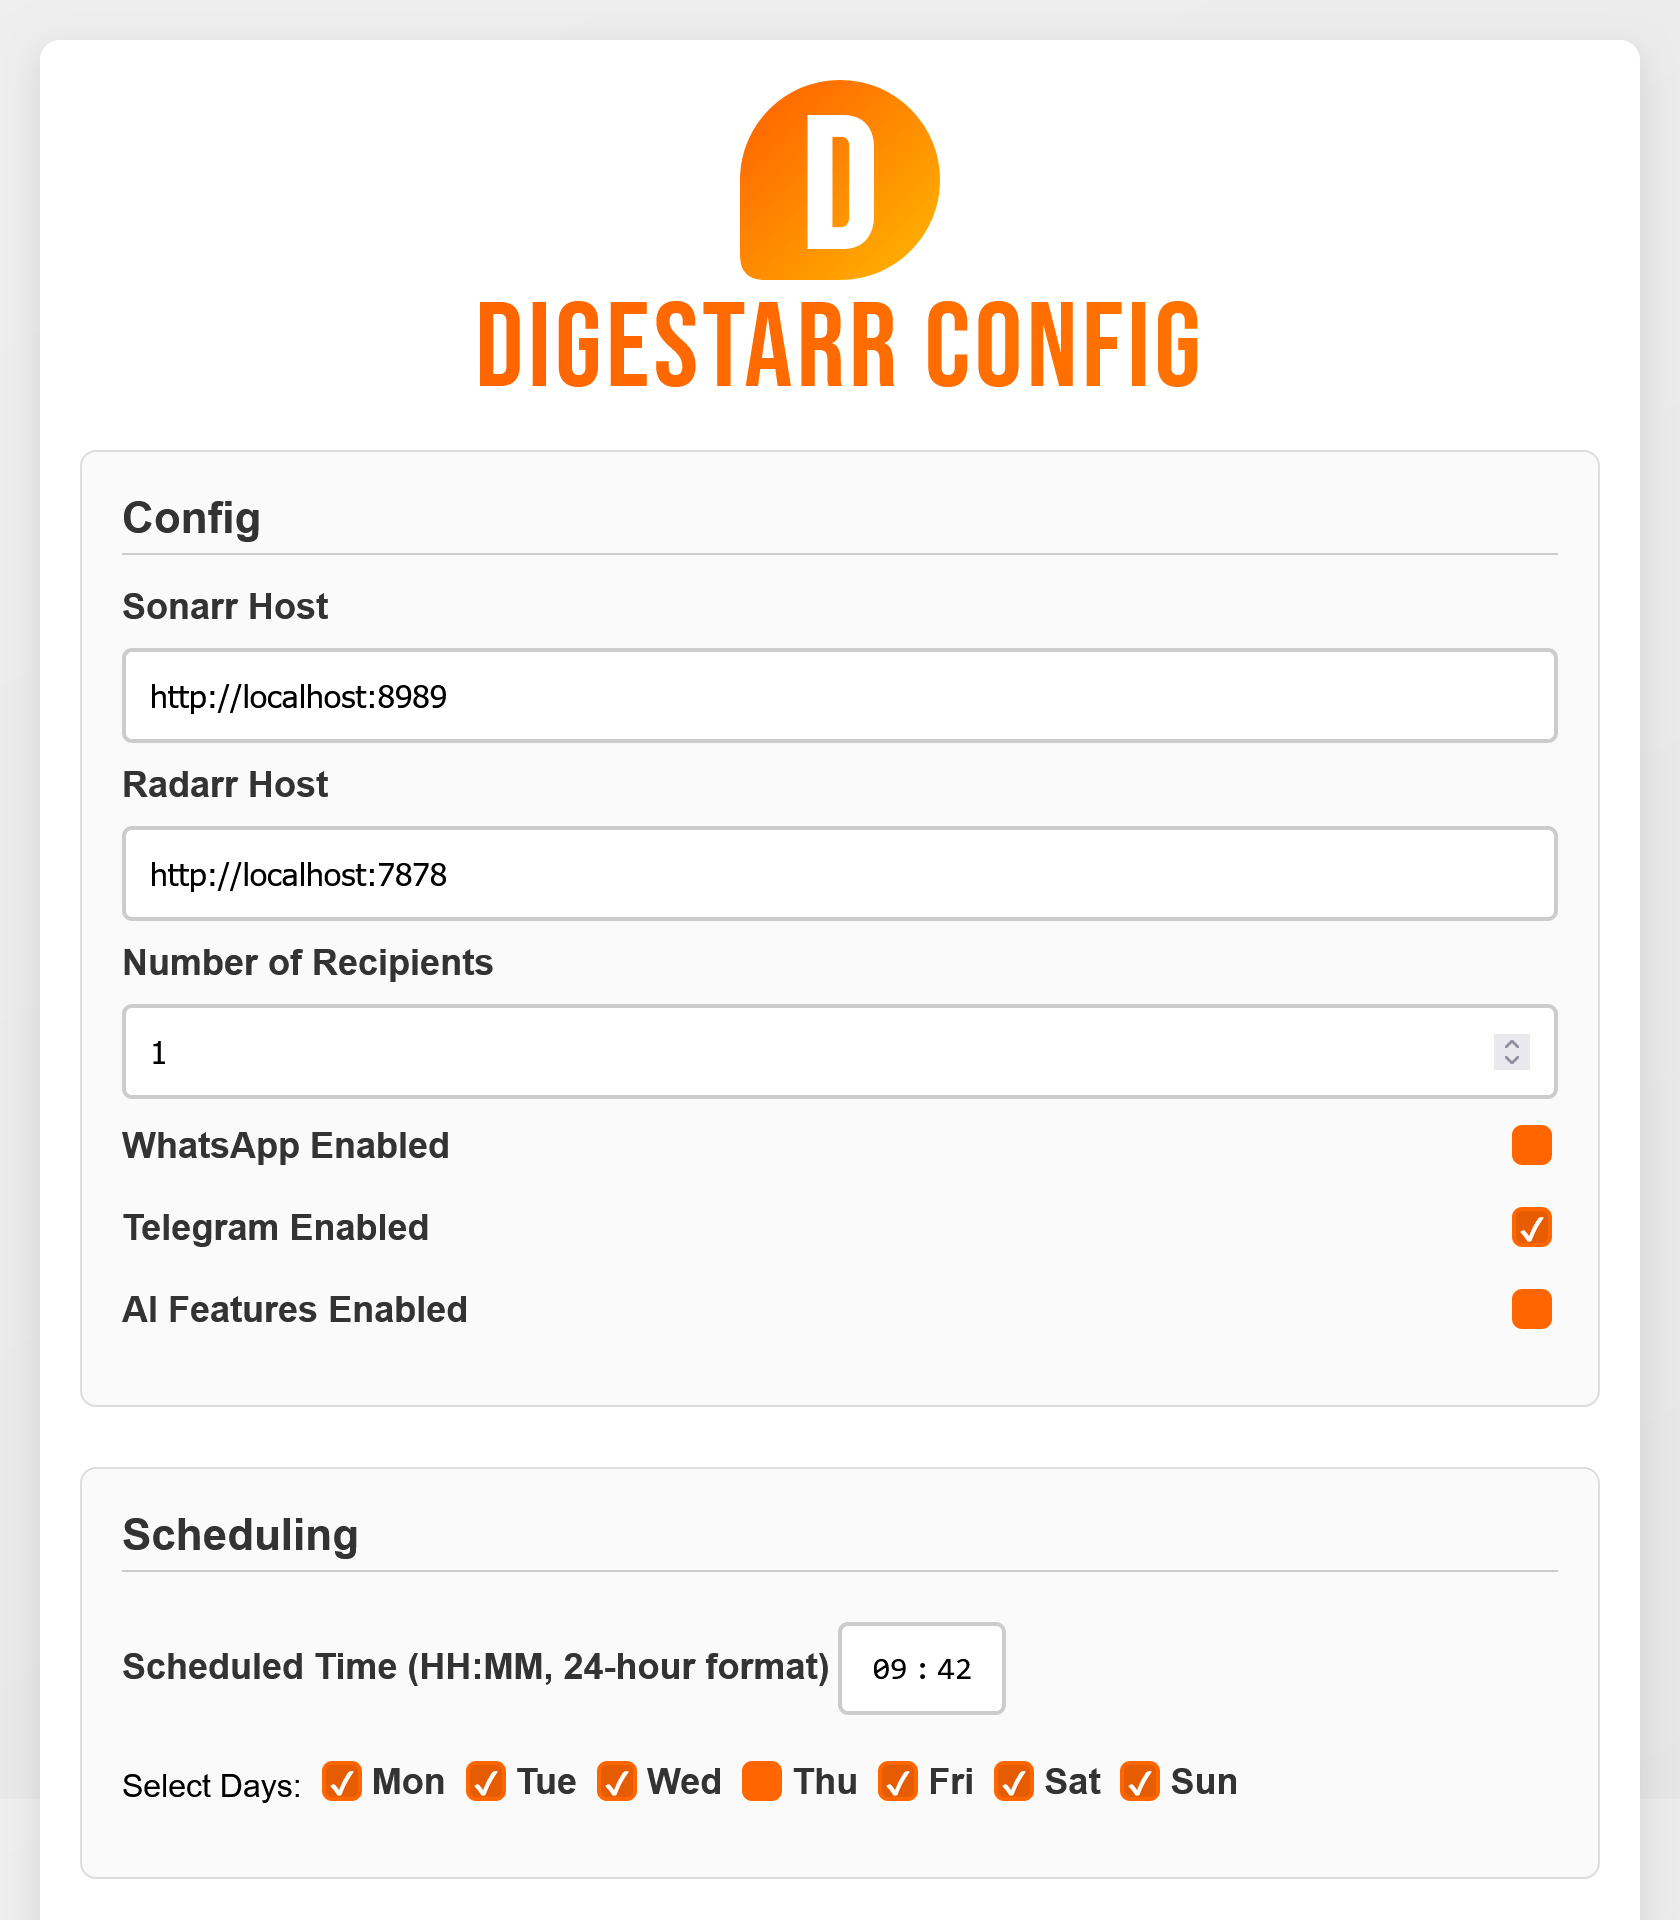 D
DIGESTARR CONFIG
Config
Sonarr Host
http://localhost:8989
Radarr Host
http://localhost:7878
Number of Recipients
1
WhatsApp Enabled
Telegram Enabled
AI Features Enabled
Scheduling
Scheduled Time (HH:MM, 24-hour format) 09 : 42
Select Days: Mon Tue Wed Thu Fri Sat Sun